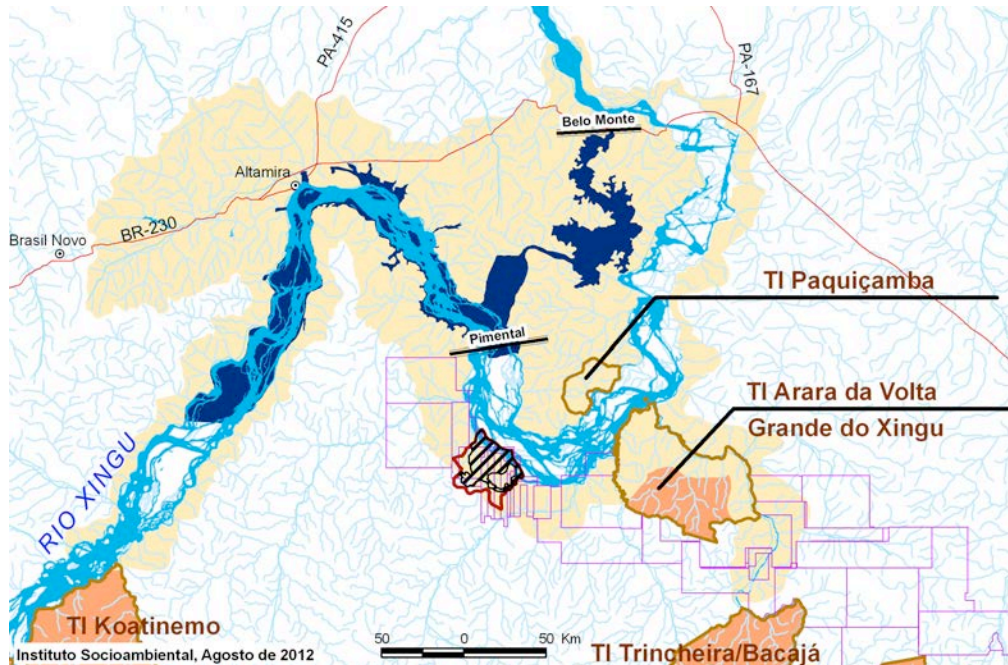 PA-415
PA-167
Belo Monte
Altamira
BR-230
Brasil Novo
TI Paquiçamba
Pimental
TI Arara da Volta
Grande do Xingu
RIO XINGU
TI Koatinemo
50 0 50 Km
TI Trincheira/Bacajá
Instituto Socioambiental, Agosto de 2012